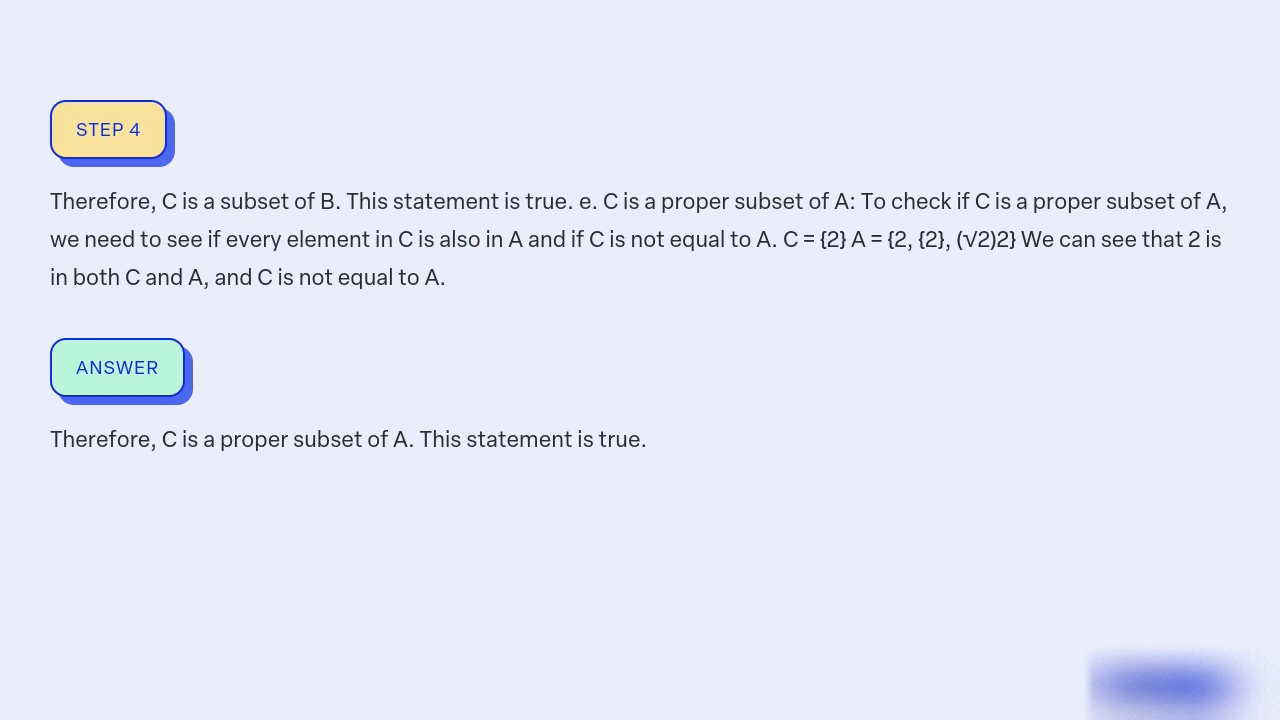 STEP 4
Therefore, C is a subset of B. This statement is true. e. C is a proper subset of A: To check if C is a proper subset of A,
we need to see if every element in C is also in A and if C is not equal to A. C = {2} A = {2, {2}, (√2)2} We can see that 2 is
in both C and A, and C is not equal to A.
ANSWER
Therefore, C is a proper subset of A. This statement is true.